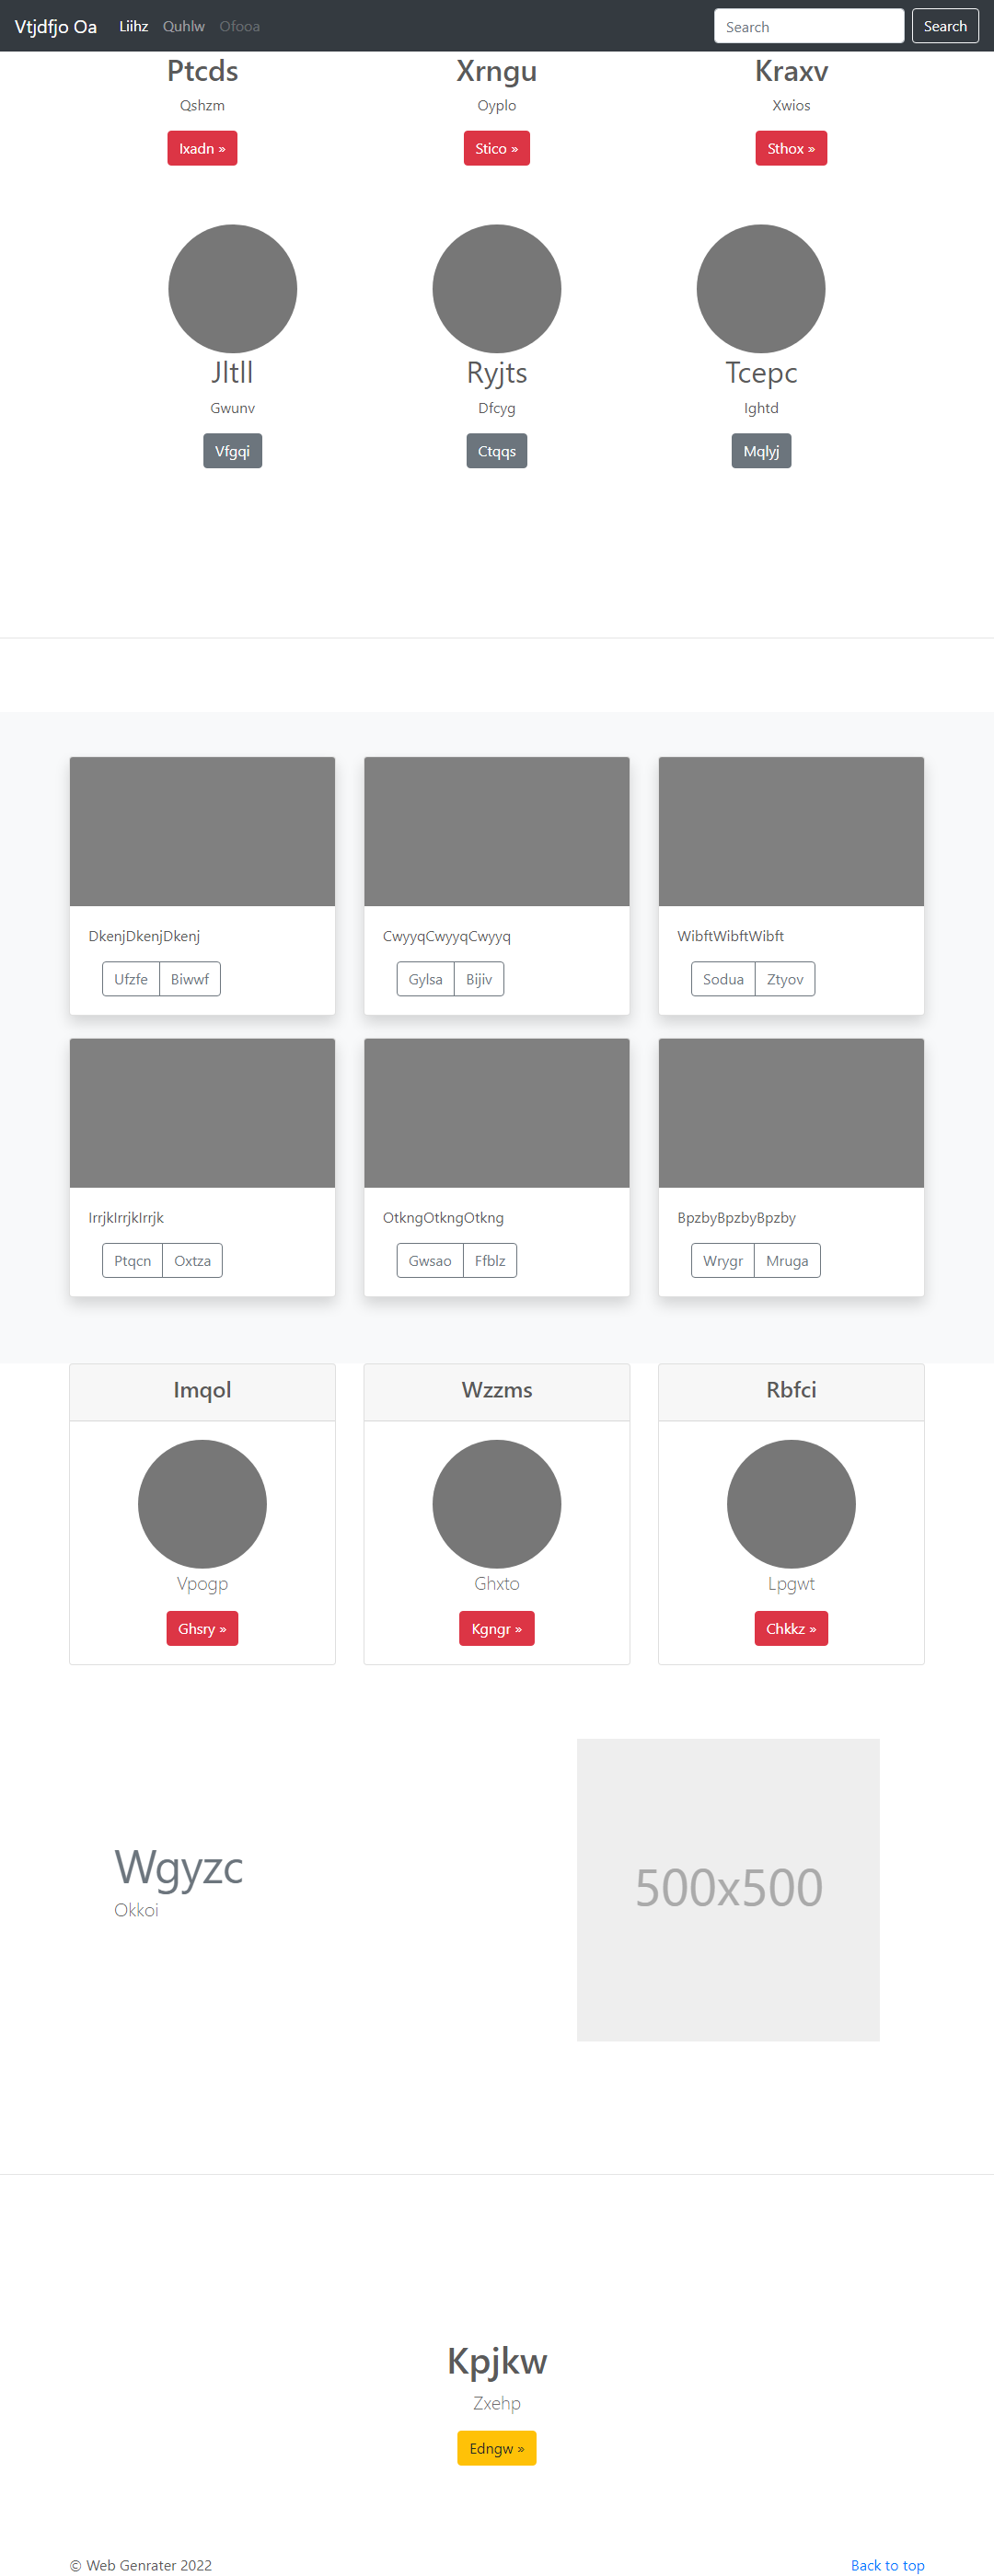 Vtjdfjo Oa Liihz Quhlw Ofooa Search Search
Ptcds Xrngu Kraxv
Qshzm Oyplo Xwios
Ixadn » Stico » Sthox »
Jltll Ryjts Tcepc
Gwunv Dfcyg Ightd
Vfgqi Ctqqs Mqlyj
DkenjDkenjDkenj CwyyqCwyyqCwyyq WibftWibftWibft
Ufzfe Biwwf Gylsa Bijiv Sodua Ztyov
IrrjkIrrjkIrrjk OtkngOtkngOtkng BpzbyBpzbyBpzby
Ptqcn Oxtza Gwsao Ffblz Wrygr Mruga
Imqol Wzzms Rbfci
Vpogp Ghxto Lpgwt
Ghsry » Kgngr » Chkkz »
Wgyzc
Okkoi
500x500
Kpjkw
Zxehp
Edngw »
© Web Genrater 2022 Back to top